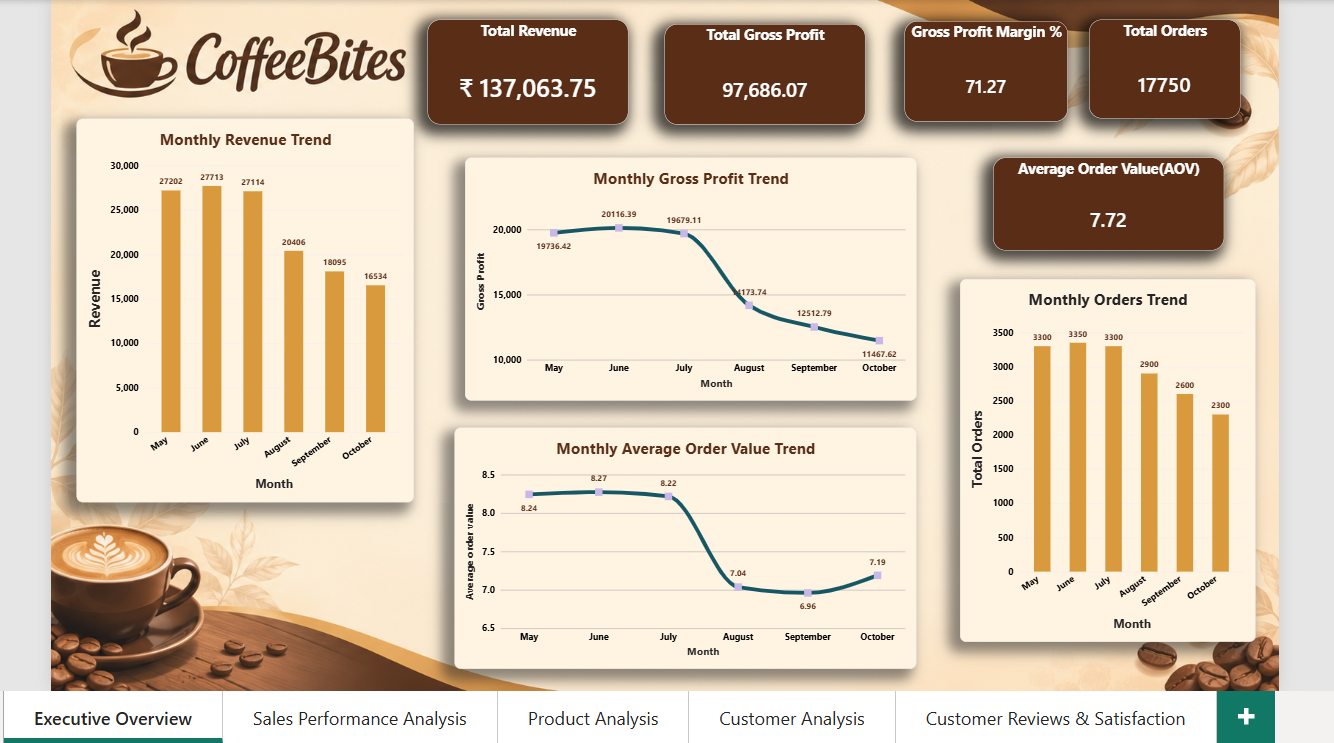 CoffeeBites
Total Revenue
₹ 137,063.75
Total Gross Profit
97,686.07
Gross Profit Margin %
71.27
Total Orders
17750
Average Order Value(AOV)
7.72
Monthly Revenue Trend
Revenue
30,000
25,000
20,000
15,000
10,000
5,000
0
27202
27713
27114
20406
18095
16534
May
June
July
August
September
October
Month
Monthly Gross Profit Trend
Gross Profit
20,000
15,000
10,000
19736.42
20116.39
19679.11
14173.74
12512.79
11467.62
May
June
July
August
September
October
Month
Monthly Average Order Value Trend
Average order value
8.5
8.0
7.5
7.0
6.5
8.24
8.27
8.22
7.04
6.96
7.19
May
June
July
August
September
October
Month
Monthly Orders Trend
Total Orders
3500
3000
2500
2000
1500
1000
500
0
3300
3350
3300
2900
2600
2300
May
June
July
August
September
October
Month
Executive Overview
Sales Performance Analysis
Product Analysis
Customer Analysis
Customer Reviews & Satisfaction
+